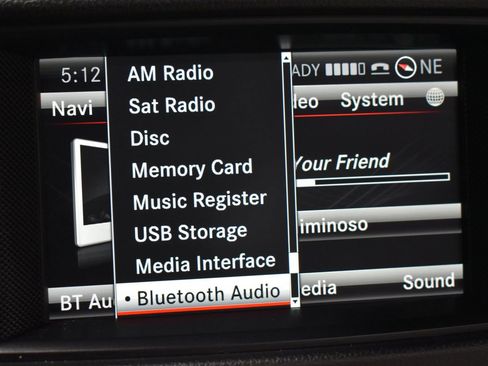 5:12 ADY NE
Navi eo System
AM Radio
Sat Radio
Disc
Memory Card
Music Register
USB Storage
Media Interface
• Bluetooth Audio
Your Friend
iminoso
BT Au edia Sound